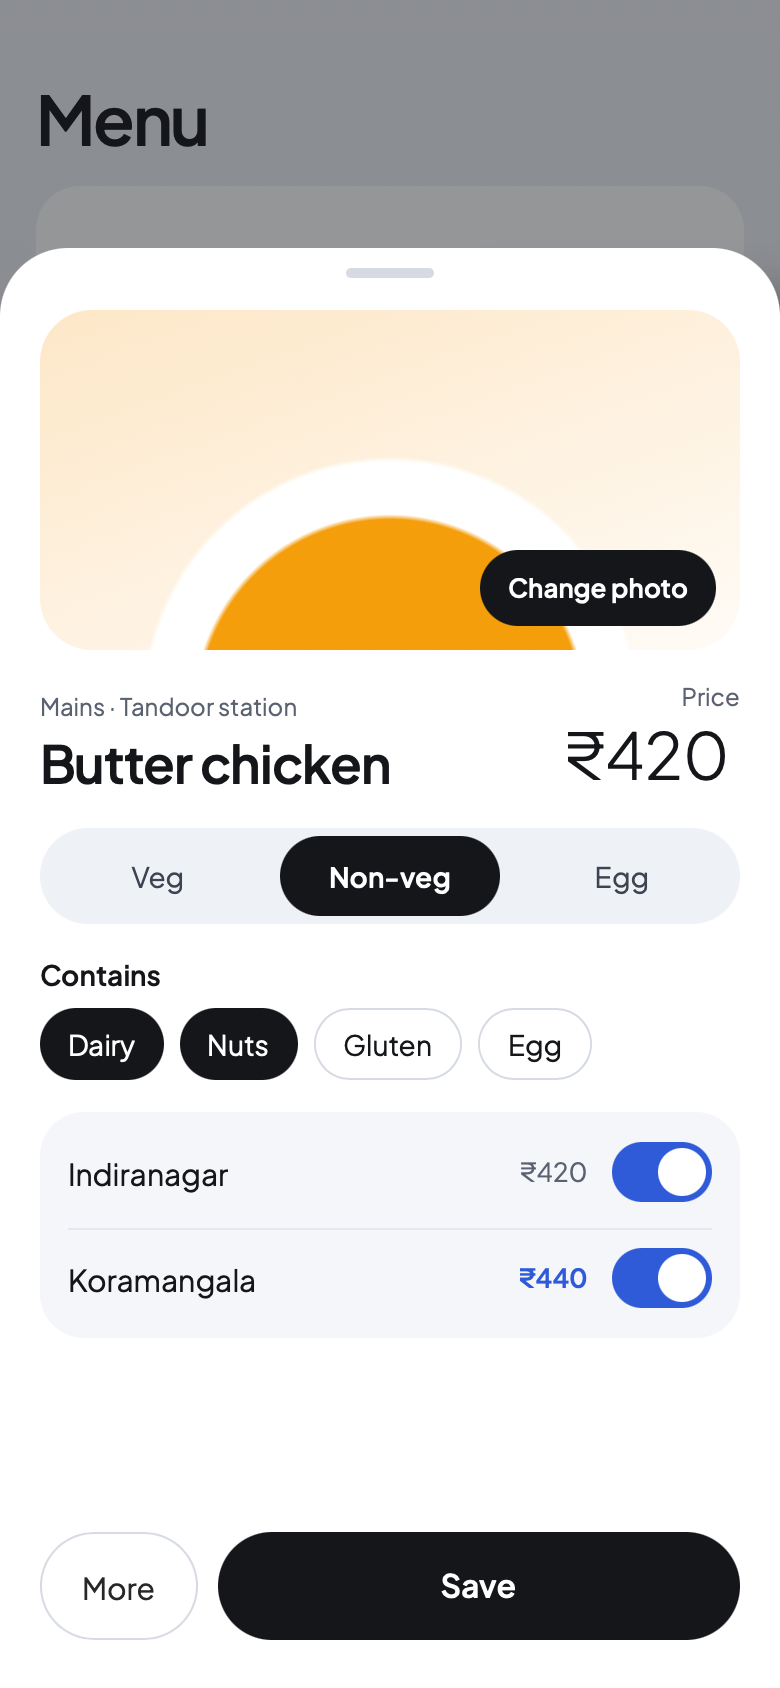 Menu
Change photo
Mains · Tandoor station
Price
Butter chicken
₹420
Veg
Non-veg
Egg
Contains
Dairy
Nuts
Gluten
Egg
Indiranagar
₹420
Koramangala
₹440
More
Save